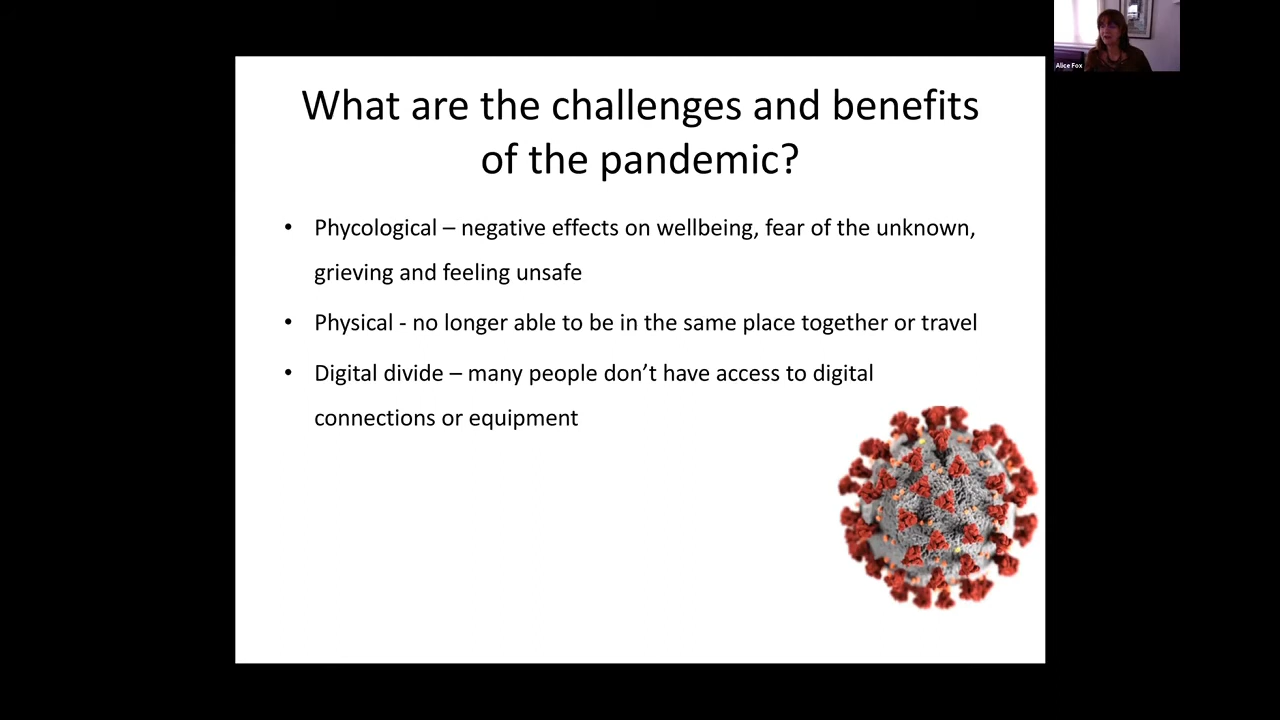 What are the challenges and benefits
of the pandemic?
• Phycological – negative effects on wellbeing, fear of the unknown,
grieving and feeling unsafe
• Physical - no longer able to be in the same place together or travel
• Digital divide – many people don’t have access to digital
connections or equipment
Alice Fox